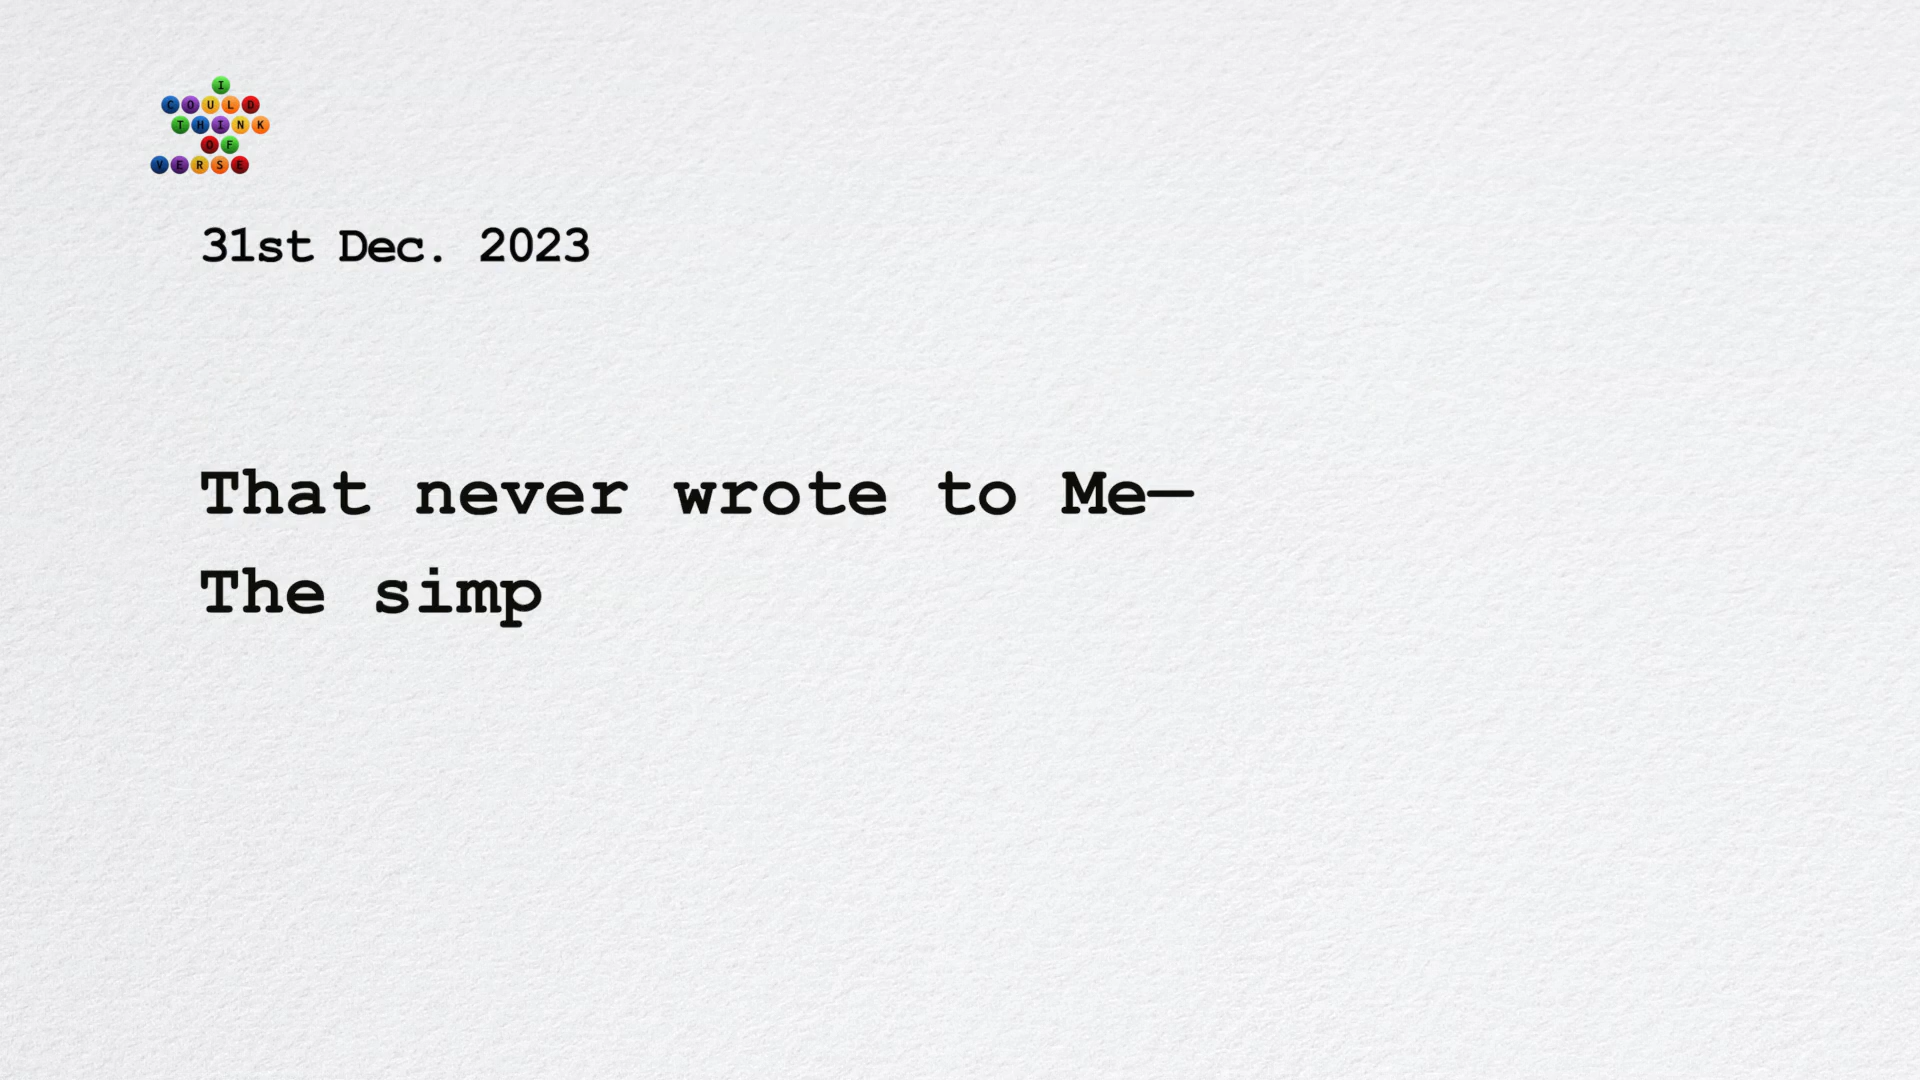 I
COULD
THINK
OF
VERSE
31st Dec. 2023
That never wrote to Me—
The simp